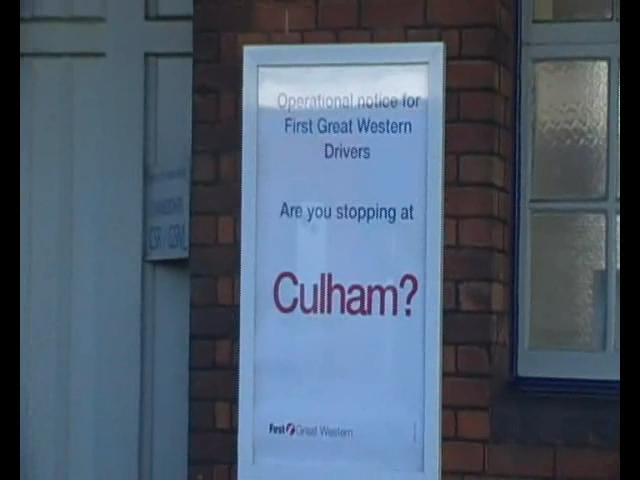 Operational notice for
First Great Western
Drivers
Are you stopping at
Culham?
First Great Western